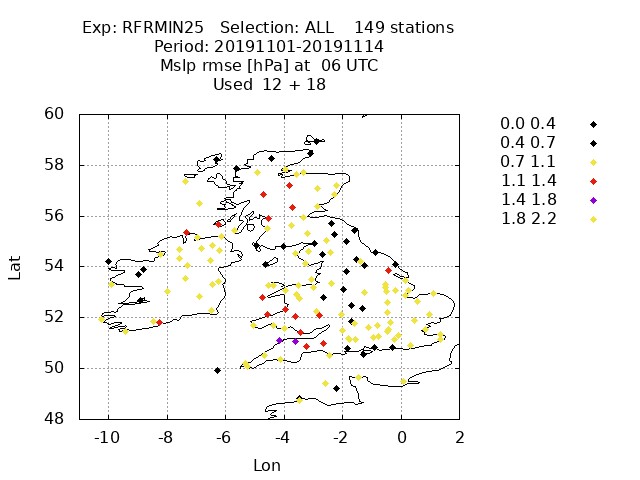 Exp: RFRMIN25   Selection: ALL    149 stations
Period: 20191101-20191114
Mslp rmse [hPa] at  06 UTC
Used  12 + 18
60
58
56
54
52
50
48
Lat
-10 -8 -6 -4 -2 0 2
Lon
0.0 0.4
0.4 0.7
0.7 1.1
1.1 1.4
1.4 1.8
1.8 2.2